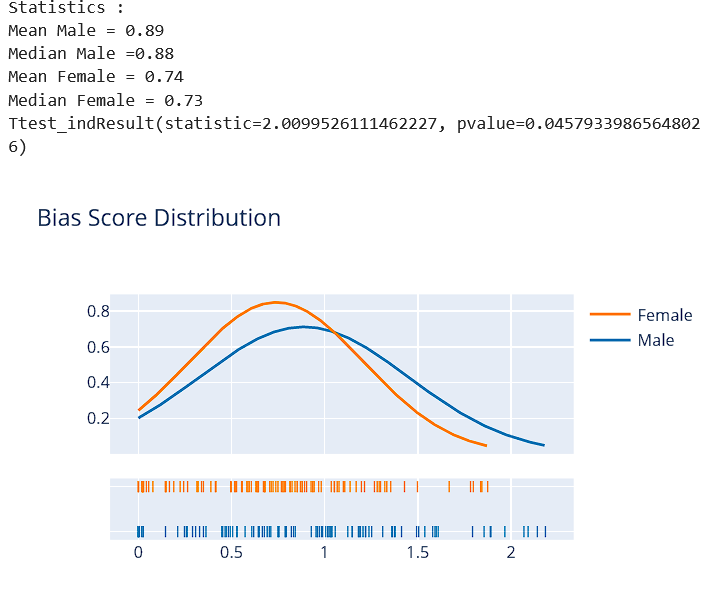 Statistics :
Mean Male = 0.89
Median Male =0.88
Mean Female = 0.74
Median Female = 0.73
Ttest_indResult(statistic=2.0099526111462227, pvalue=0.0457933986564802
6)
Bias Score Distribution
0.8
0.6
0.4
0.2
Female
Male
0 0.5 1 1.5 2